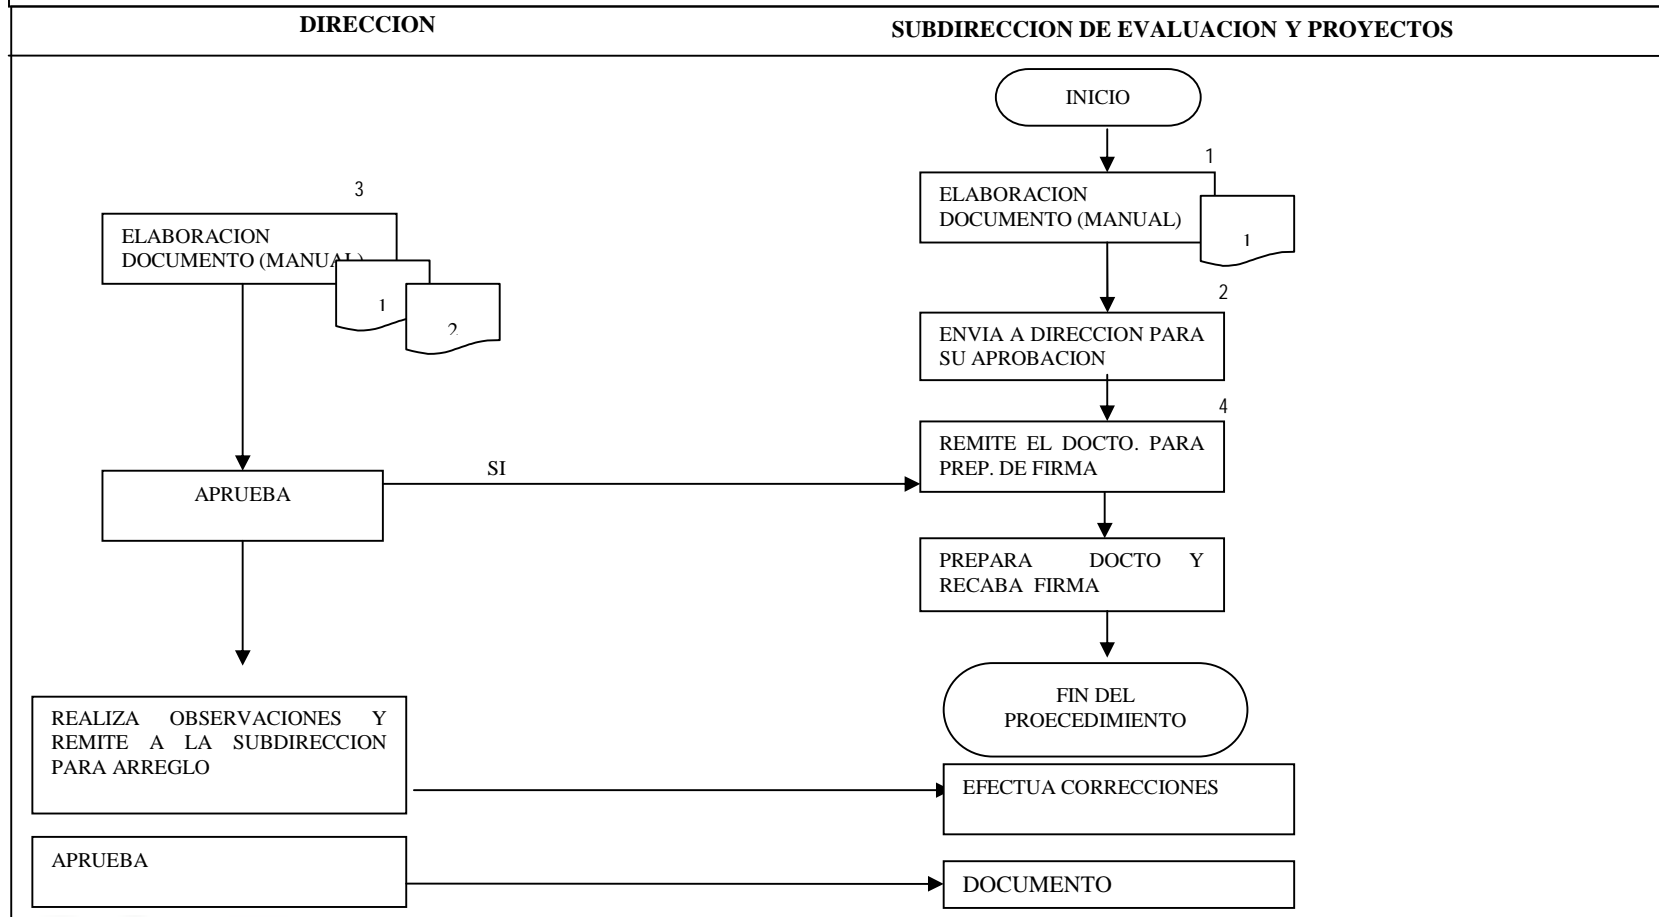 DIRECCION
SUBDIRECCION DE EVALUACION Y PROYECTOS
INICIO
1
ELABORACION
DOCUMENTO (MANUAL)
1
2
ENVIA A DIRECCION PARA
SU APROBACION
3
ELABORACION
DOCUMENTO (MANUAL)
1
2
4
REMITE EL DOCTO. PARA
PREP. DE FIRMA
APRUEBA
SI
PREPARA DOCTO Y
RECABA FIRMA
FIN DEL
PROECEDIMIENTO
REALIZA OBSERVACIONES Y
REMITE A LA SUBDIRECCION
PARA ARREGLO
EFECTUA CORRECCIONES
APRUEBA
DOCUMENTO